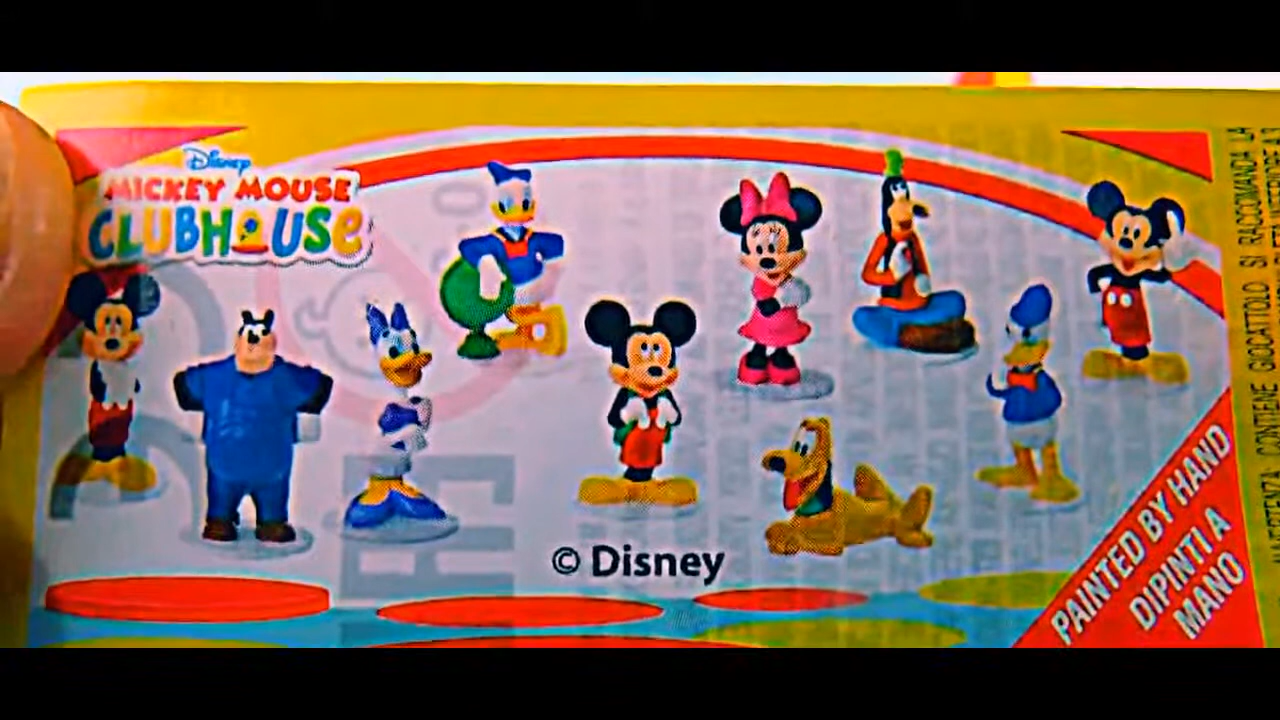 Disney
MICKEY MOUSE
CLUBHOUSE
© Disney
PAINTED BY HAND
DIPINTI A
MANO
CONTIENE GIOCATTOLO SI RACCOMANDA LA